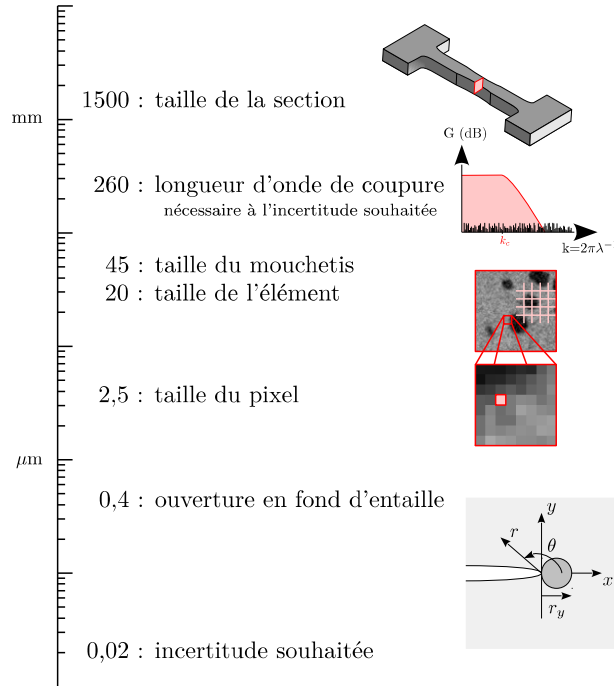 1500 : taille de la section
mm
G (dB)
260 : longueur d'onde de coupure
nécessaire à l'incertitude souhaitée
k=2πλ⁻
k_c
45 : taille du mouchetis
20 : taille de l'élément
2,5 : taille du pixel
μm
0,4 : ouverture en fond d'entaille
y
r
θ
x
r_y
0,02 : incertitude souhaitée